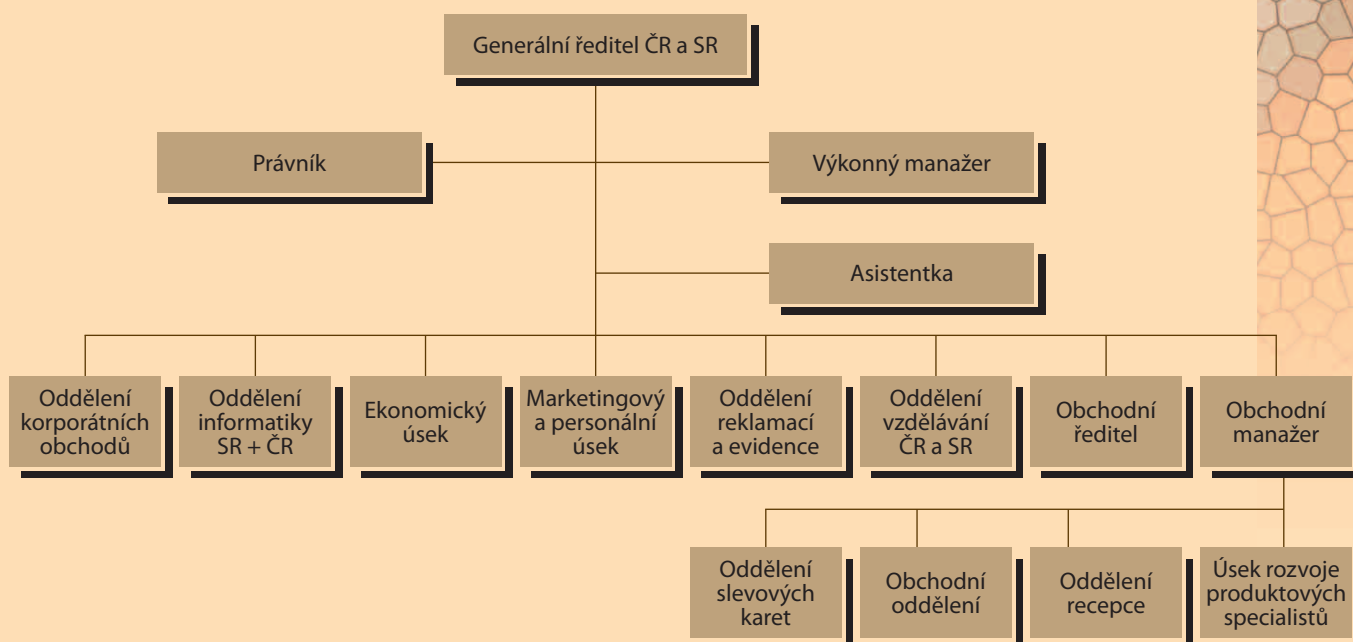 Generální ředitel ČR a SR
Právník
Výkonný manažer
Asistentka
Oddělení
korporátních
obchodů
Oddělení
informatiky
SR + ČR
Ekonomický
úsek
Marketingový
a personální
úsek
Oddělení
reklamací
a evidence
Oddělení
vzdělávání
ČR a SR
Obchodní
ředitel
Obchodní
manažer
Oddělení
slevových
karet
Obchodní
oddělení
Oddělení
recepce
Úsek rozvoje
produktových
specialistů